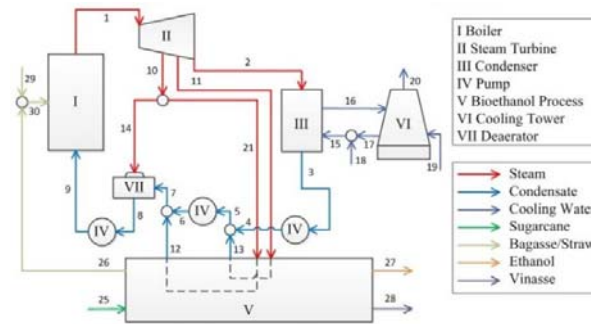 1
II
2
10
11
29
30
I
III
16
20
VI
15
17
18
19
14
21
3
9
VII
7
8
IV
6
IV
5
4
IV
12
13
26
27
V
25
28
I Boiler
II Steam Turbine
III Condenser
IV Pump
V Bioethanol Process
VI Cooling Tower
VII Deaerator
Steam
Condensate
Cooling Water
Sugarcane
Bagasse/Straw
Ethanol
Vinasse